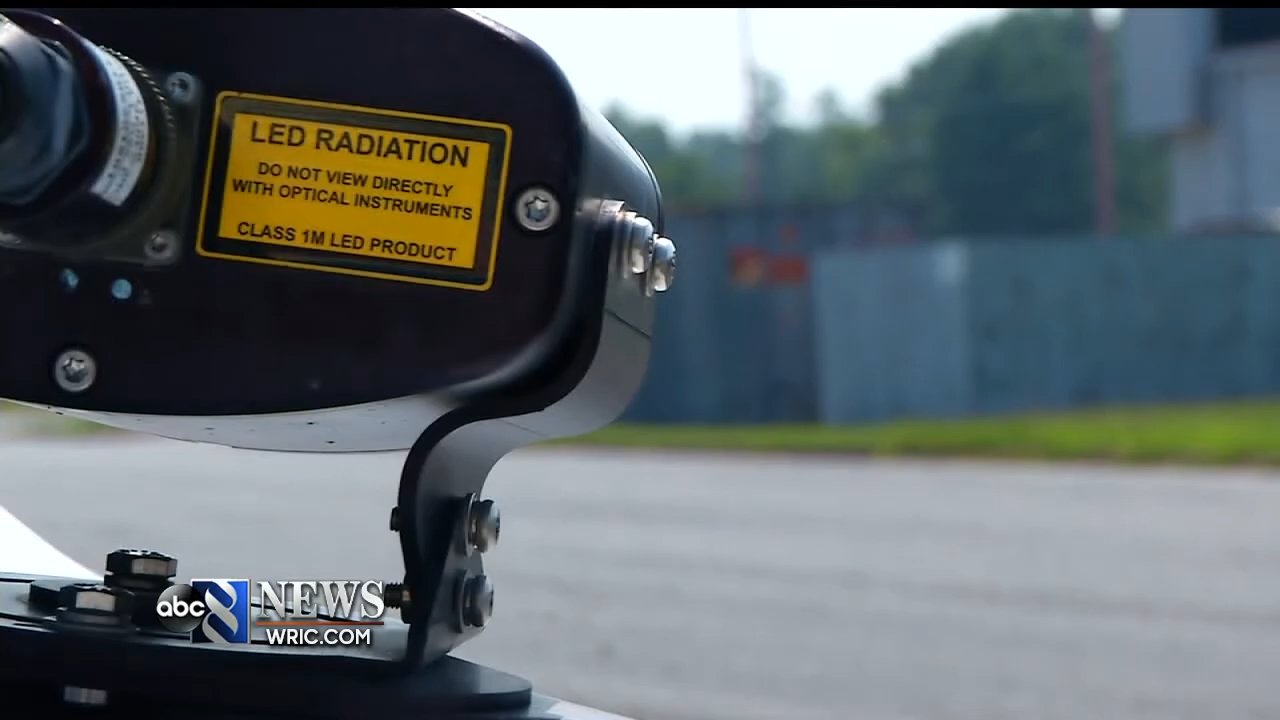 LED RADIATION
DO NOT VIEW DIRECTLY
WITH OPTICAL INSTRUMENTS
CLASS 1M LED PRODUCT
abc 8 NEWS
WRIC.COM